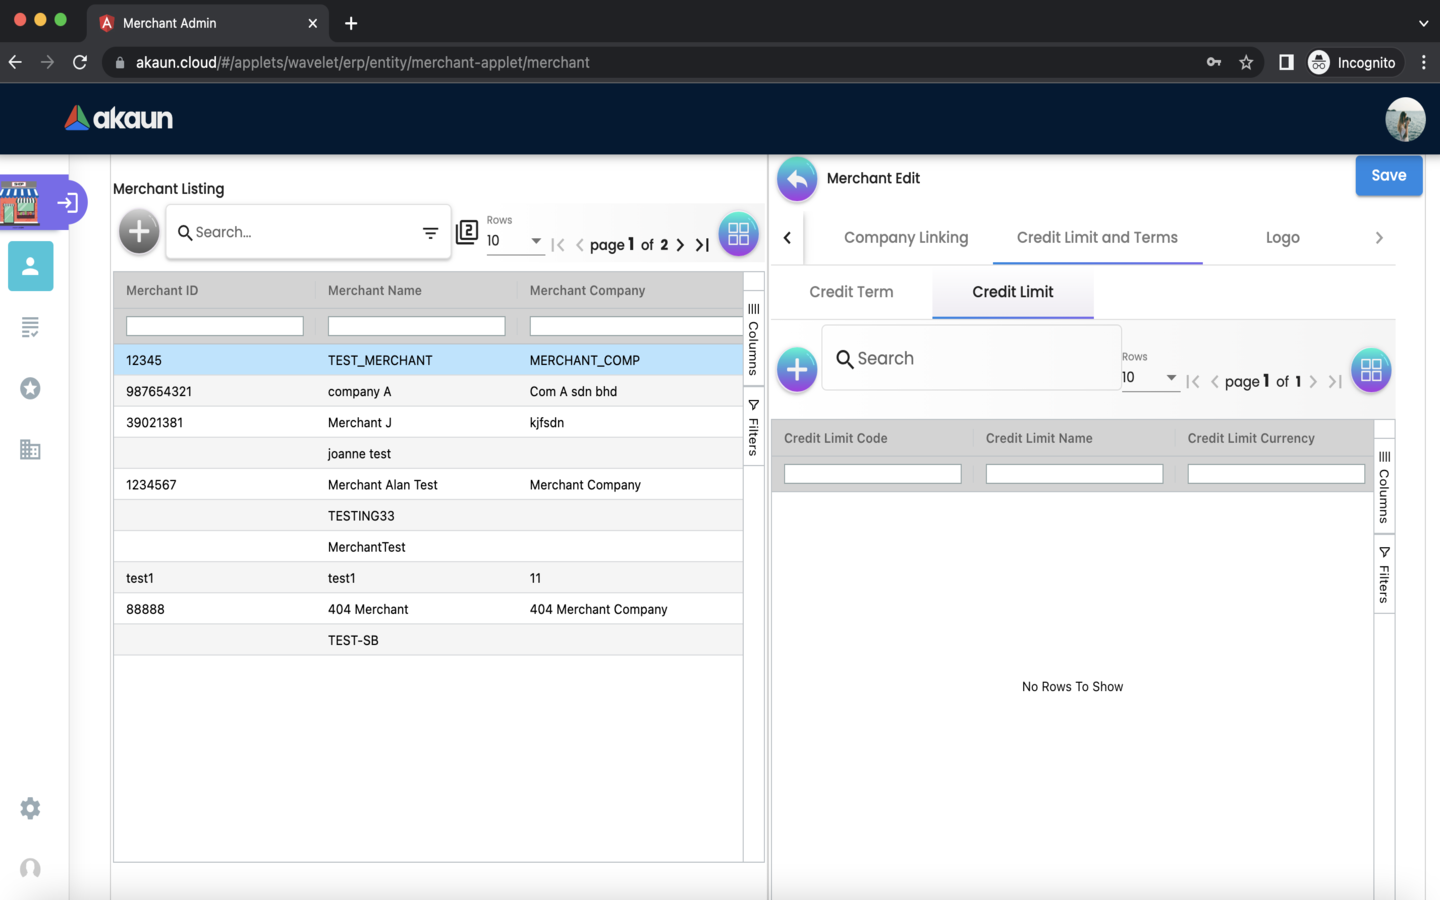 Merchant Admin
akaun.cloud/#/applets/wavelet/erp/entity/merchant-applet/merchant
Incognito
akaun
SHOP
Merchant Listing
Search...
2
Rows
10
page 1 of 2
Merchant ID Merchant Name Merchant Company
12345 TEST_MERCHANT MERCHANT_COMP
987654321 company A Com A sdn bhd
39021381 Merchant J kjfsdn
joanne test
1234567 Merchant Alan Test Merchant Company
TESTING33
MerchantTest
test1 test1 11
88888 404 Merchant 404 Merchant Company
TEST-SB
Columns
Filters
Merchant Edit
Save
Company Linking Credit Limit and Terms Logo
Credit Term Credit Limit
Search
Rows
10
page 1 of 1
Credit Limit Code Credit Limit Name Credit Limit Currency
No Rows To Show
Columns
Filters